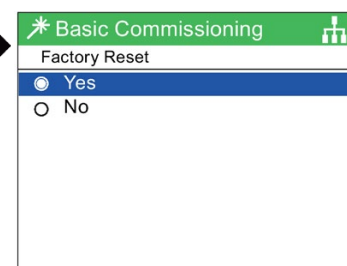 Basic Commissioning
Factory Reset
Yes
No